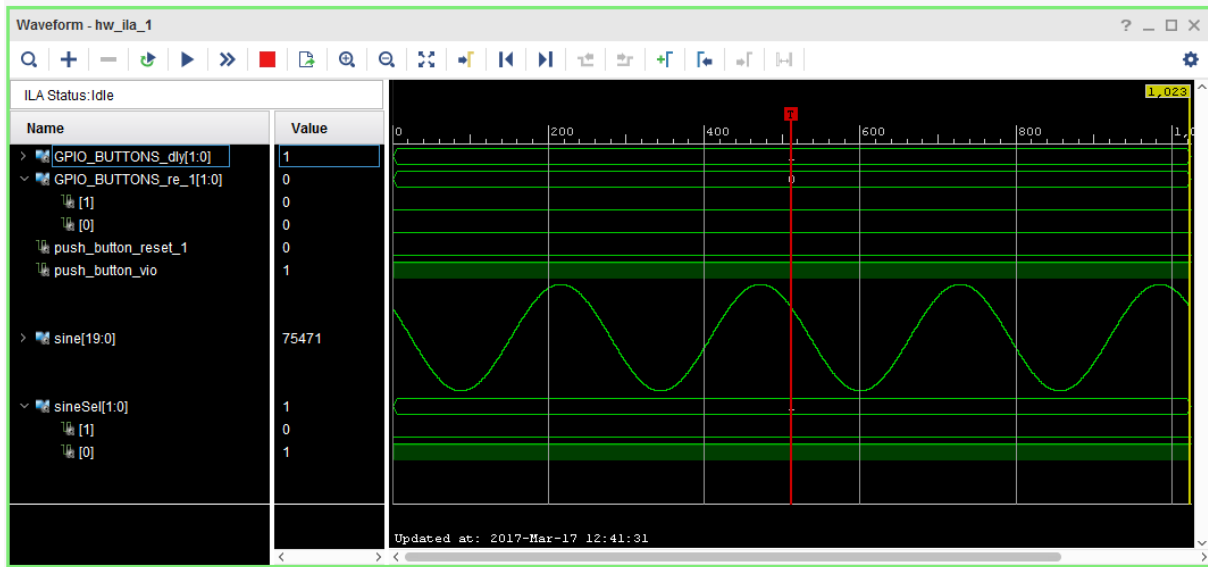 Waveform - hw_ila_1
ILA Status:Idle
1,023
Name Value
T
0 200 400 600 800 1,0
GPIO_BUTTONS_dly[1:0] 1
GPIO_BUTTONS_re_1[1:0] 0 0
[1] 0
[0] 0
push_button_reset_1 0
push_button_vio 1
sine[19:0] 75471
sineSel[1:0] 1
[1] 0
[0] 1
Updated at: 2017-Mar-17 12:41:31